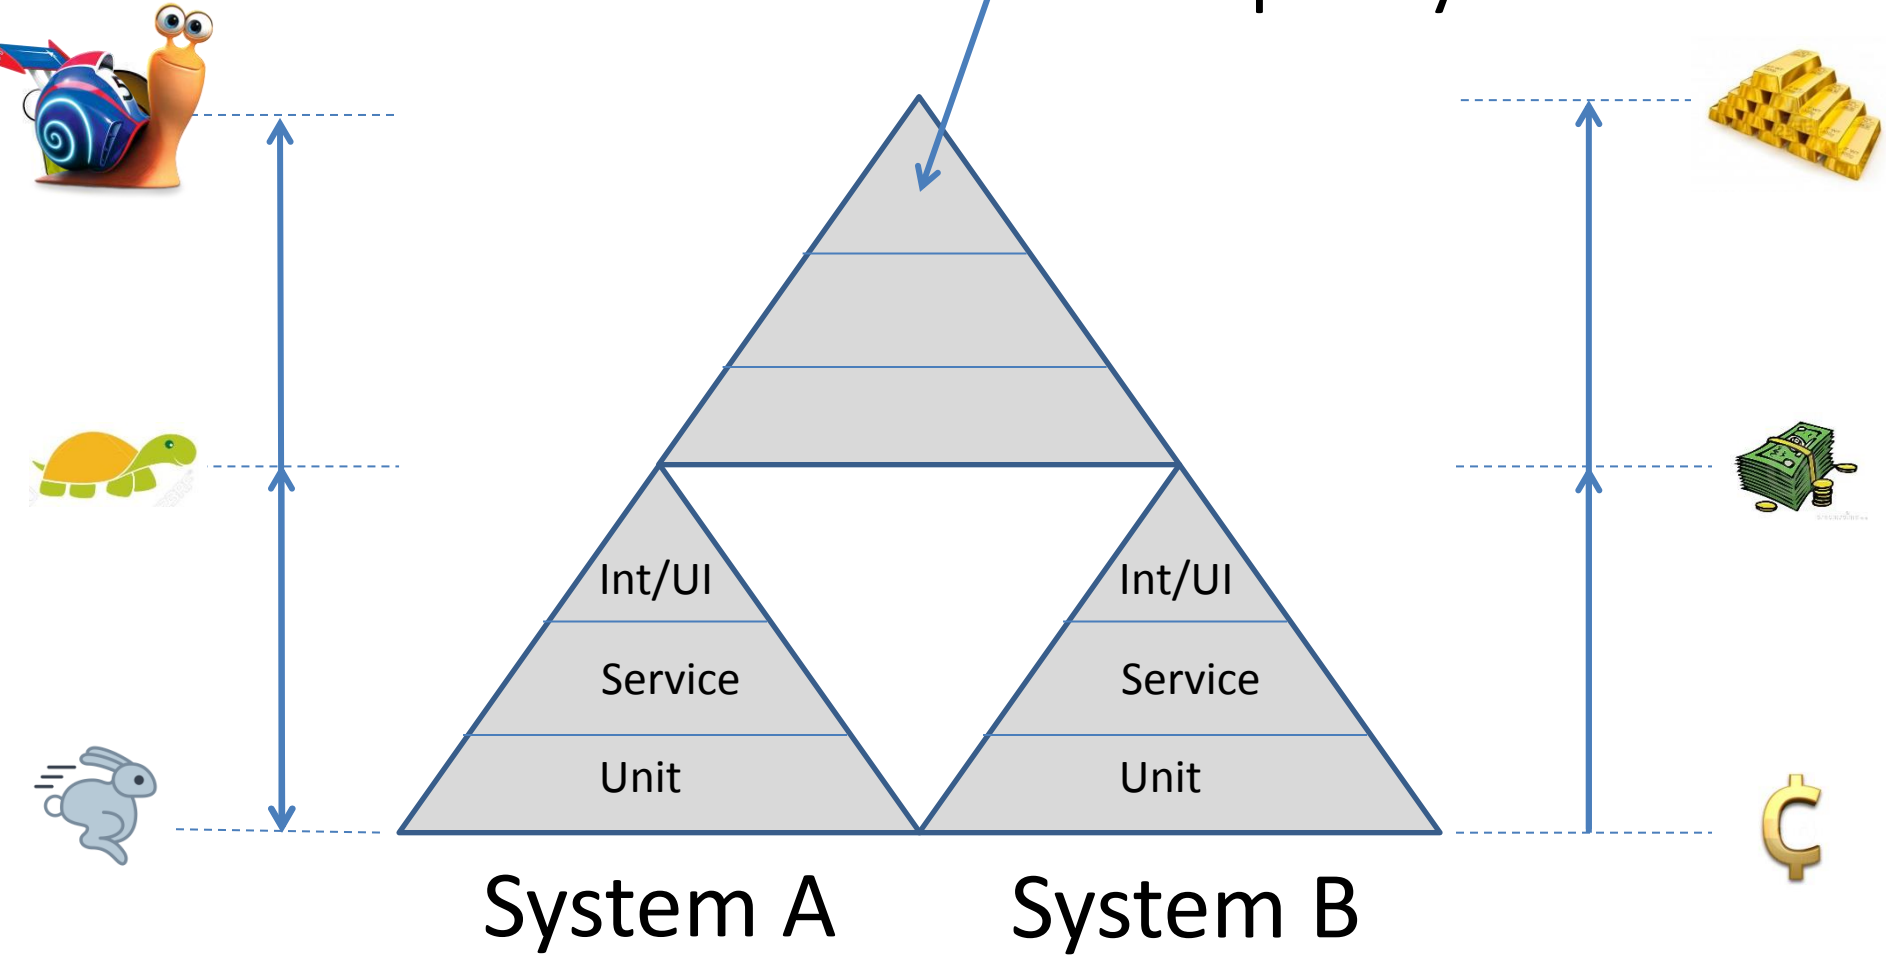 Int/UI Int/UI
Service Service
Unit Unit
¢
System A System B